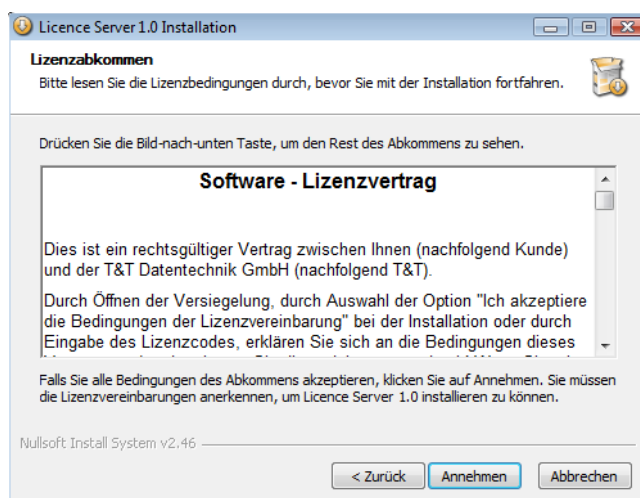 Licence Server 1.0 Installation
Lizenzabkommen
Bitte lesen Sie die Lizenzbedingungen durch, bevor Sie mit der Installation fortfahren.
Drücken Sie die Bild-nach-unten Taste, um den Rest des Abkommens zu sehen.
Software - Lizenzvertrag
Dies ist ein rechtsgültiger Vertrag zwischen Ihnen (nachfolgend Kunde)
und der T&T Datentechnik GmbH (nachfolgend T&T).
Durch Öffnen der Versiegelung, durch Auswahl der Option "Ich akzeptiere
die Bedingungen der Lizenzvereinbarung" bei der Installation oder durch
Eingabe des Lizenzcodes, erklären Sie sich an die Bedingungen dieses
Falls Sie alle Bedingungen des Abkommens akzeptieren, klicken Sie auf Annehmen. Sie müssen
die Lizenzvereinbarungen anerkennen, um Licence Server 1.0 installieren zu können.
Nullsoft Install System v2.46
< Zurück Annehmen Abbrechen